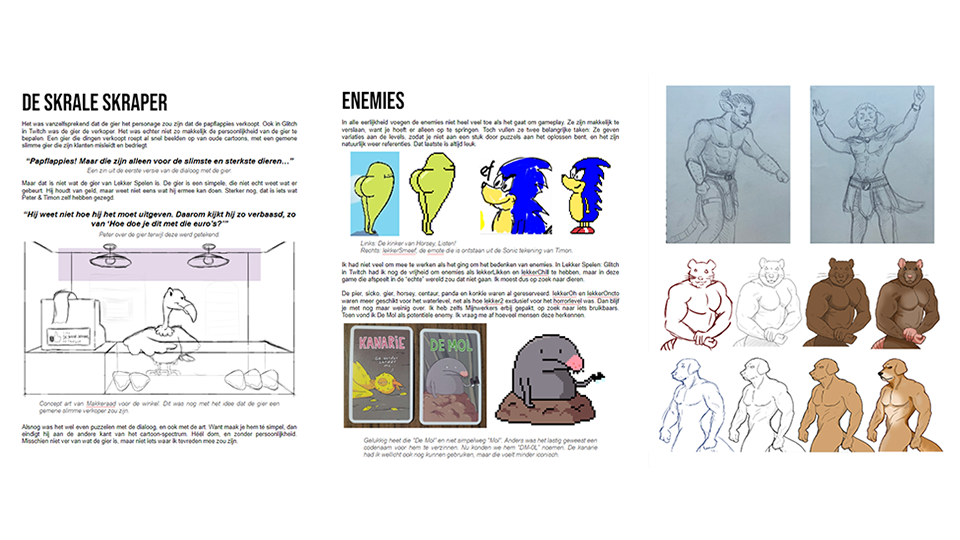 DE SKRALE SKRAPER
Het was vanzelfsprekend dat de gier het personage zou zijn dat de papflappies verkoopt. Ook in Glitch
in Twitch was de gier de verkoper. Het was echter niet zo makkelijk de persoonlijkheid van de gier te
bepalen. Een gier die dingen verkoopt roept al snel beelden op van oude cartoons, met een gemene
slimme gier die zijn klanten misleidt en bedriegt.
“Papflappies! Maar die zijn alleen voor de slimste en sterkste dieren…”
Een zin uit de eerste versie van de dialoog met de gier.
Maar dat is niet wat de gier van Lekker Spelen is. De gier is een simpele, die niet echt weet wat er
gebeurt. Hij houdt van geld, maar weet niet eens wat hij ermee kan doen. Sterker nog, dat is iets wat
Peter & Timon zelf hebben gezegd.
“Hij weet niet hoe hij het moet uitgeven. Daarom kijkt hij zo verbaasd, zo
van ‘Hoe doe je dit met die euro’s?’”
Peter over de gier terwijl deze werd getekend.
Concept art van Makkeraad voor de winkel. Dit was nog met het idee dat de gier een
gemene slimme verkoper zou zijn.
Alsnog was het wel even puzzelen met de dialoog, en ook met de art. Want maak je hem té simpel, dan
eindigt hij aan de andere kant van het cartoon-spectrum. Héél dom, en zonder persoonlijkheid.
Misschien niet ver van wat de gier is, maar niet iets waar ik tevreden mee zou zijn.
ENEMIES
In alle eerlijkheid voegen de enemies niet heel veel toe als het gaat om gameplay. Ze zijn makkelijk te
verslaan, want je hoeft er alleen op te springen. Toch vullen ze twee belangrijke taken: Ze geven
variaties aan de levels, zodat je niet aan een stuk door puzzels aan het oplossen bent, en het zijn
natuurlijk weer referenties. Dat laatste is altijd leuk.
Links: De kinker van Horsey, Listen!
Rechts: lekkerSmeef, de emote die is ontstaan uit de Sonic tekening van Timon.
Ik had niet veel om mee te werken als het ging om het bedenken van enemies. In Lekker Spelen: Glitch
in Twitch had ik nog de vrijheid om enemies als lekkerLikken en lekkerChill te hebben, maar in deze
game die afspeelt in de “echte” wereld zou dat niet gaan. Ik moest dus op zoek naar dieren.
De pier, sicko, gier, horsey, centaur, panda en konkie waren al gereserveerd. lekkerOh en lekkerOncto
waren meer geschikt voor het waterlevel, net als hoe lekker2 exclusief voor het horrorlevel was. Dan blijf
je met nog maar weinig over. Ik heb zelfs Mijnwerkers erbij gepakt, op zoek naar iets bruikbaars.
Toen vond ik De Mol als potentiele enemy. Ik vraag me af hoeveel mensen deze herkennen.
KANARIE
DE MOL
Gelukkig heet die “De Mol” en niet simpelweg “Mol”. Anders was het lastig geweest een
codenaam voor hem te verzinnen. Nu konden we hem “DM-0L” noemen. De kanarie
had ik wellicht ook nog kunnen gebruiken, maar die voelt minder iconisch.